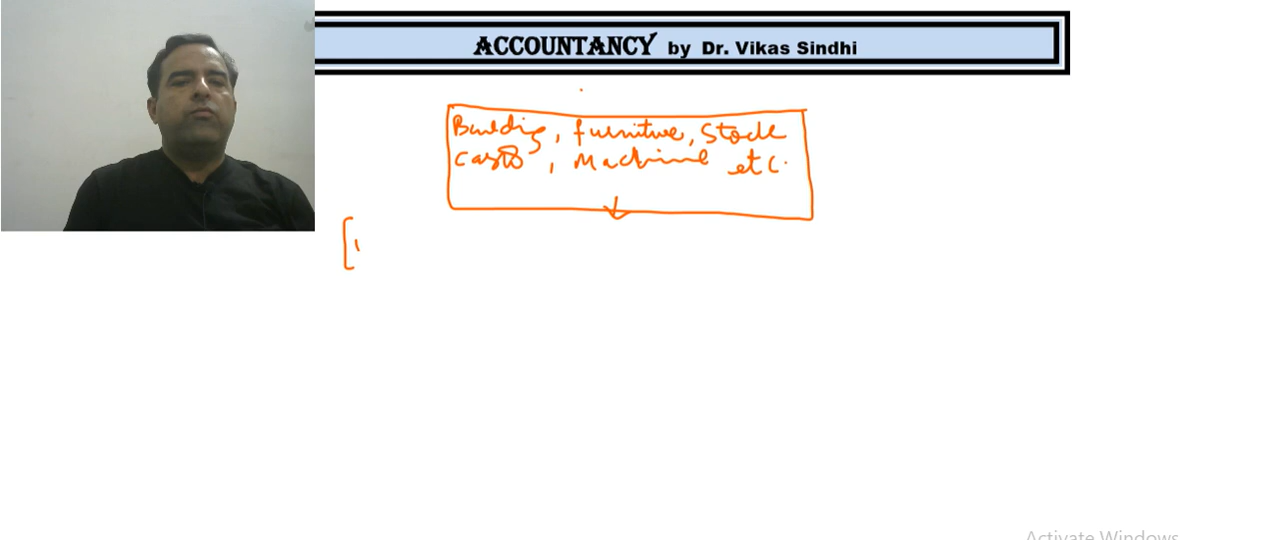 ACCOUNTANCY by Dr. Vikas Sindhi
Building, furniture, Stock
Cash, Machine etc.
Activate Windows